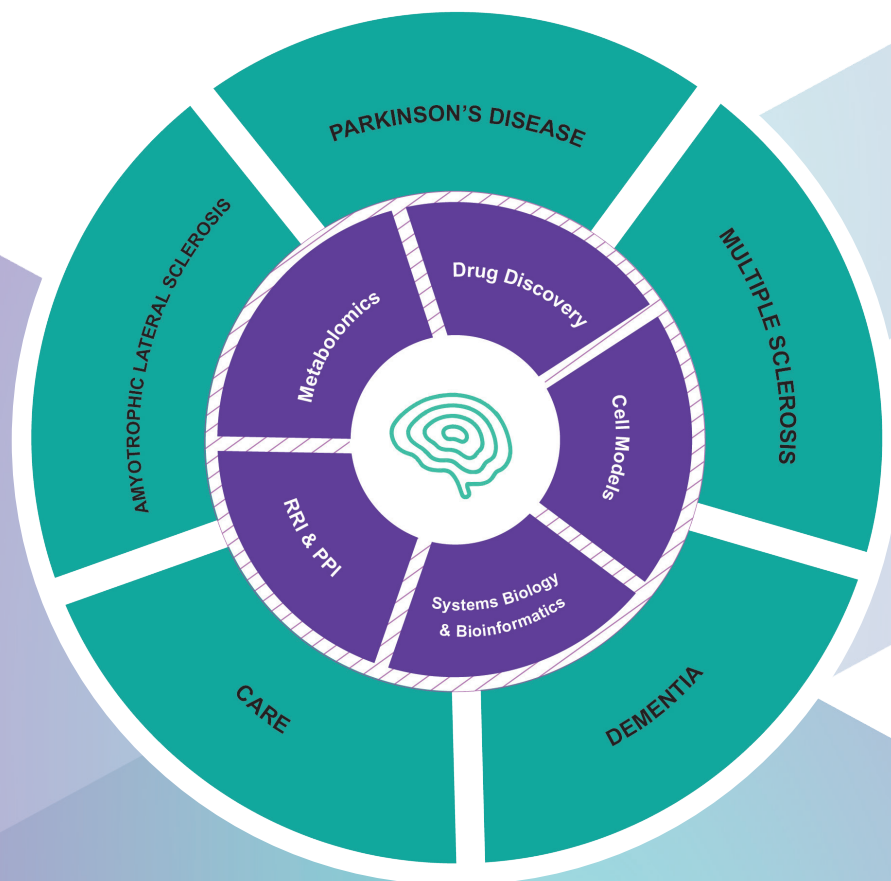 PARKINSON'S DISEASE
MULTIPLE SCLEROSIS
DEMENTIA
CARE
AMYOTROPHIC LATERAL SCLEROSIS
Drug Discovery
Cell Models
Systems Biology
& Bioinformatics
RRI & PPI
Metabolomics